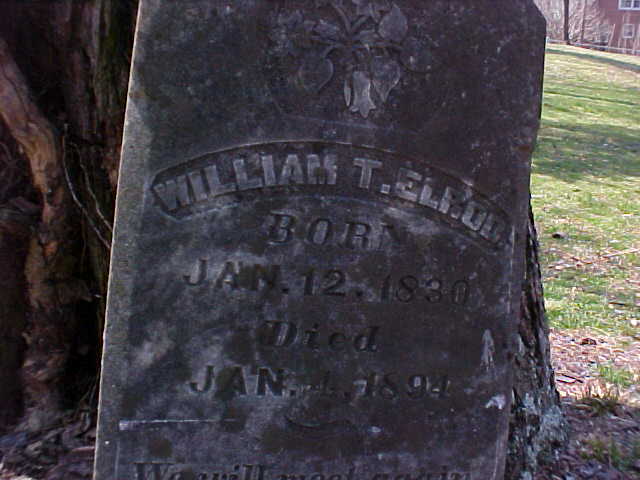 WILLIAM T. ELROD.
BORN
JAN. 12. 1830
Died
JAN. 4. 1894
We will meet again